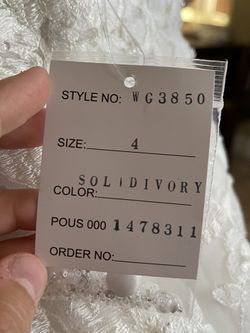 STYLE NO: WG3850
SIZE: 4
SOLIDIVORY
COLOR:
POUS 000 1478311
ORDER NO: